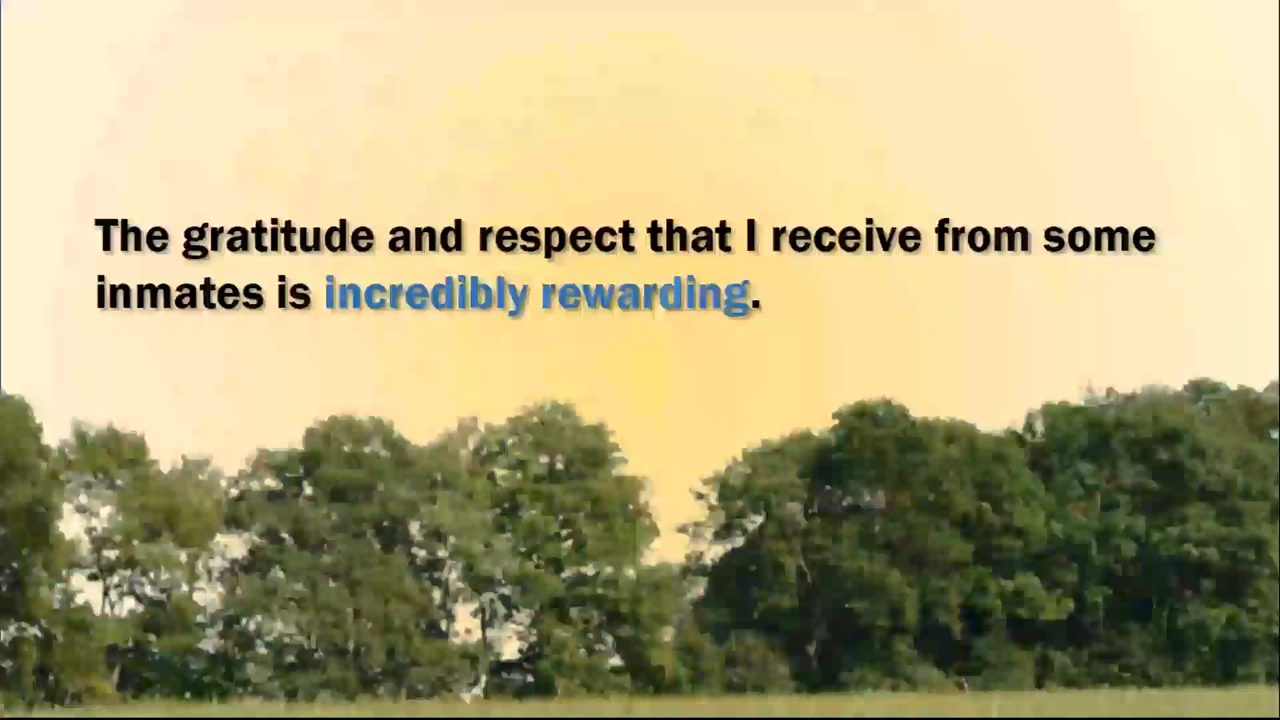 The gratitude and respect that I receive from some
inmates is incredibly rewarding.